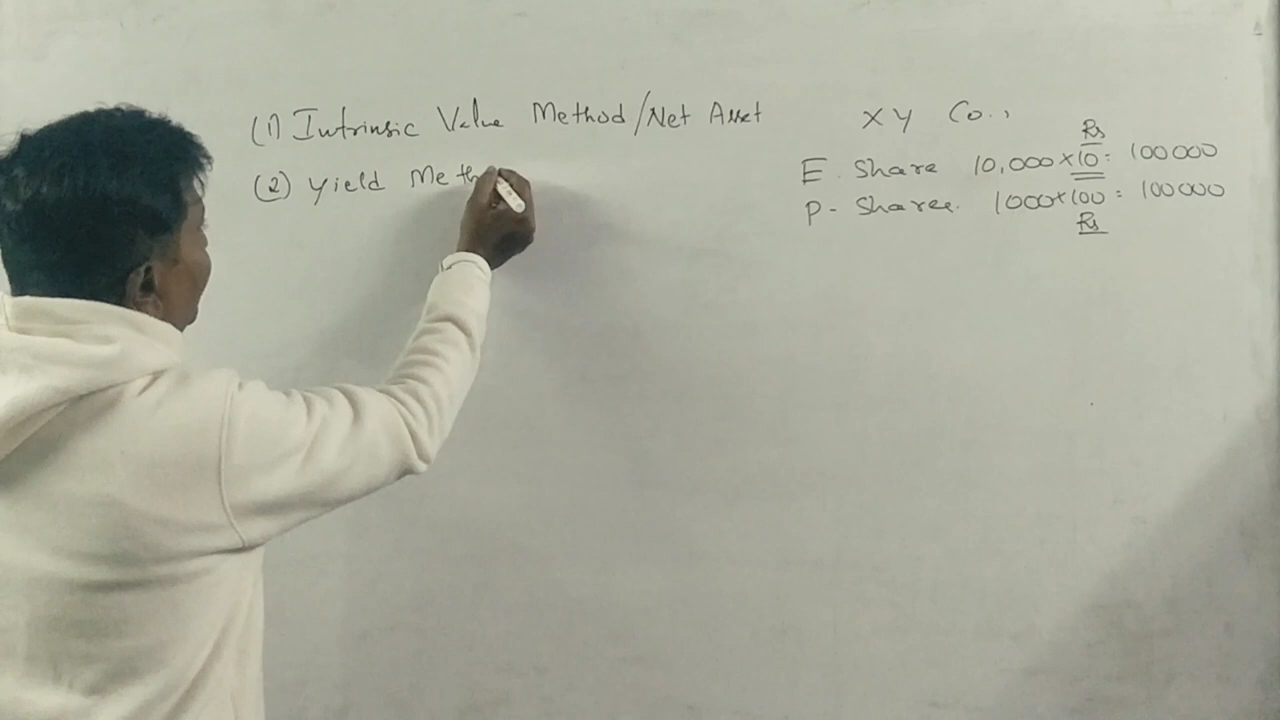 (1) Intrinsic Value Method/Net Asset
(2) Yield Meth
XY Co.,
Rs
E. Share 10,000×10: 100000
P- Sharee. 1000×100 : 100000
Rs